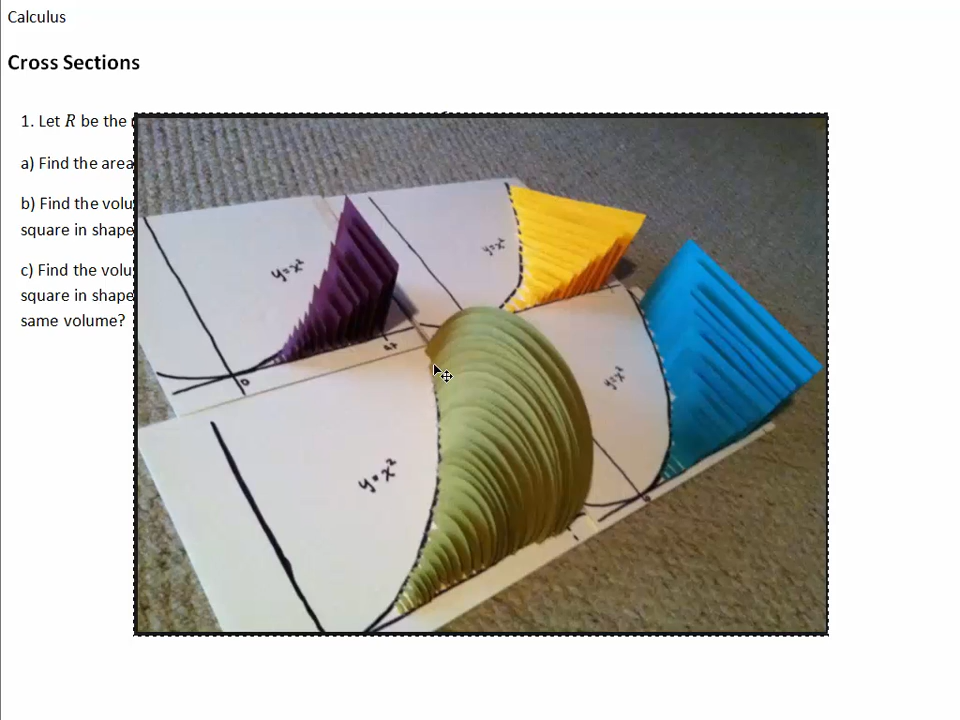 Calculus
Cross Sections
1. Let R be the
a) Find the area
b) Find the volu
square in shape
c) Find the volu
square in shape
same volume?
y=x²
y=x²
y=x²
y=x²
0